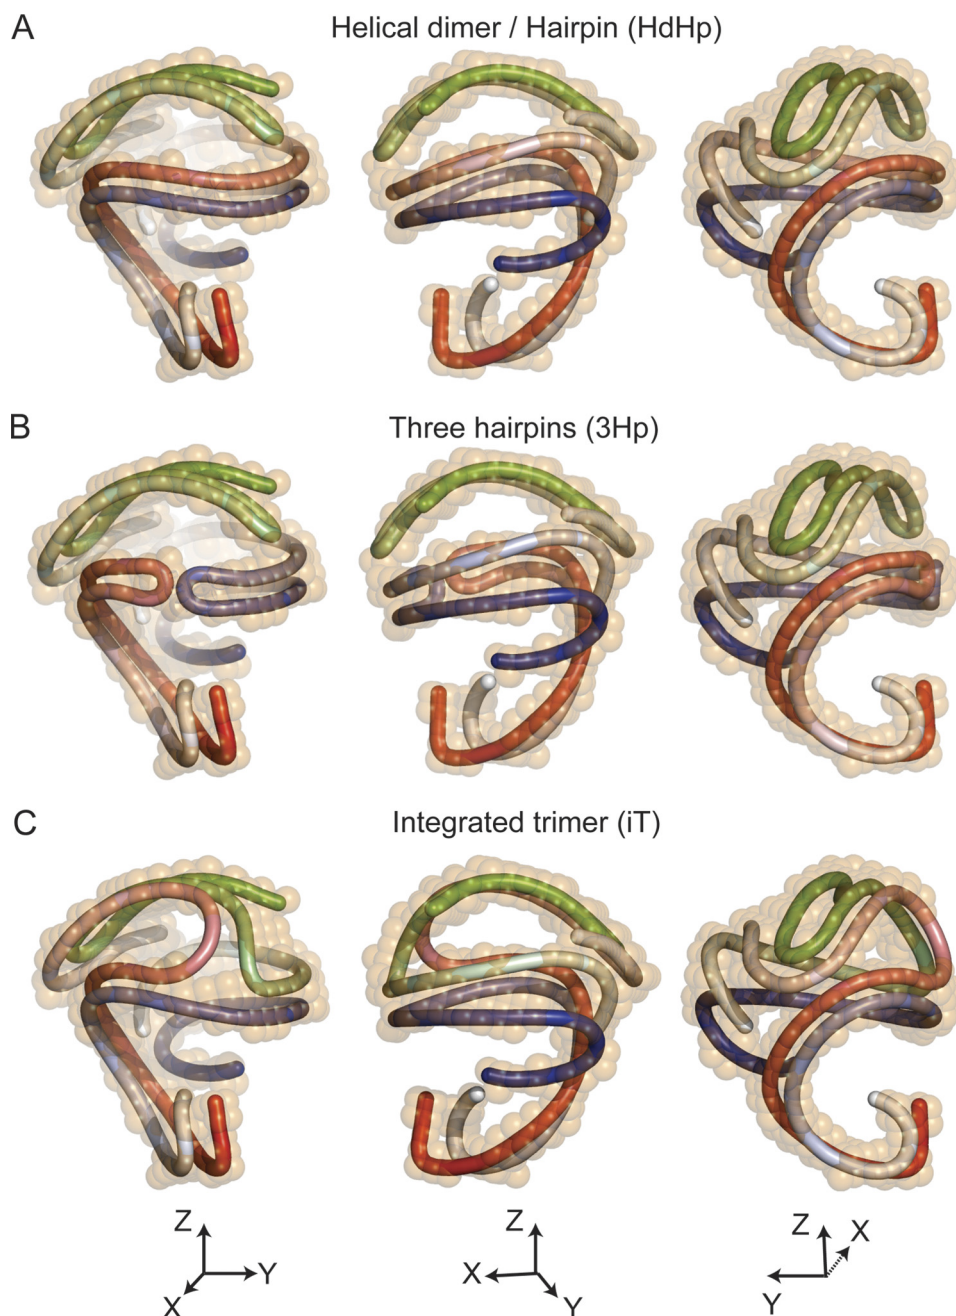 A Helical dimer / Hairpin (HdHp)
B Three hairpins (3Hp)
C Integrated trimer (iT)
Z Z Z X
Y X
X Y Y